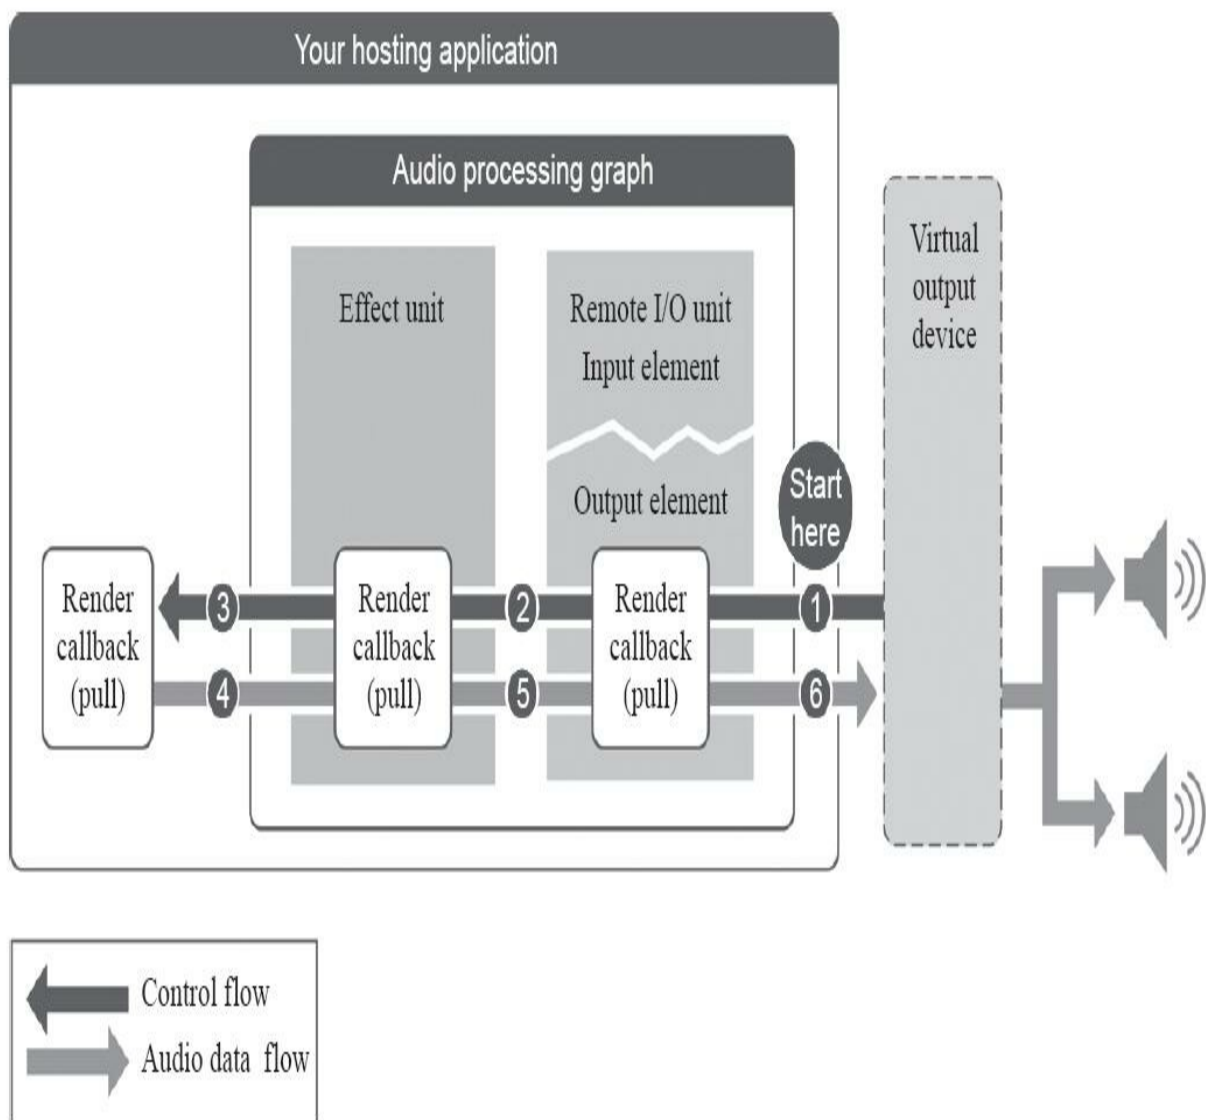 Your hosting application
Audio processing graph
Effect unit
Remote I/O unit
Input element
Output element
Virtual
output
device
Start
here
Render
callback
(pull)
3
4
Render
callback
(pull)
2
5
Render
callback
(pull)
1
6
Control flow
Audio data flow